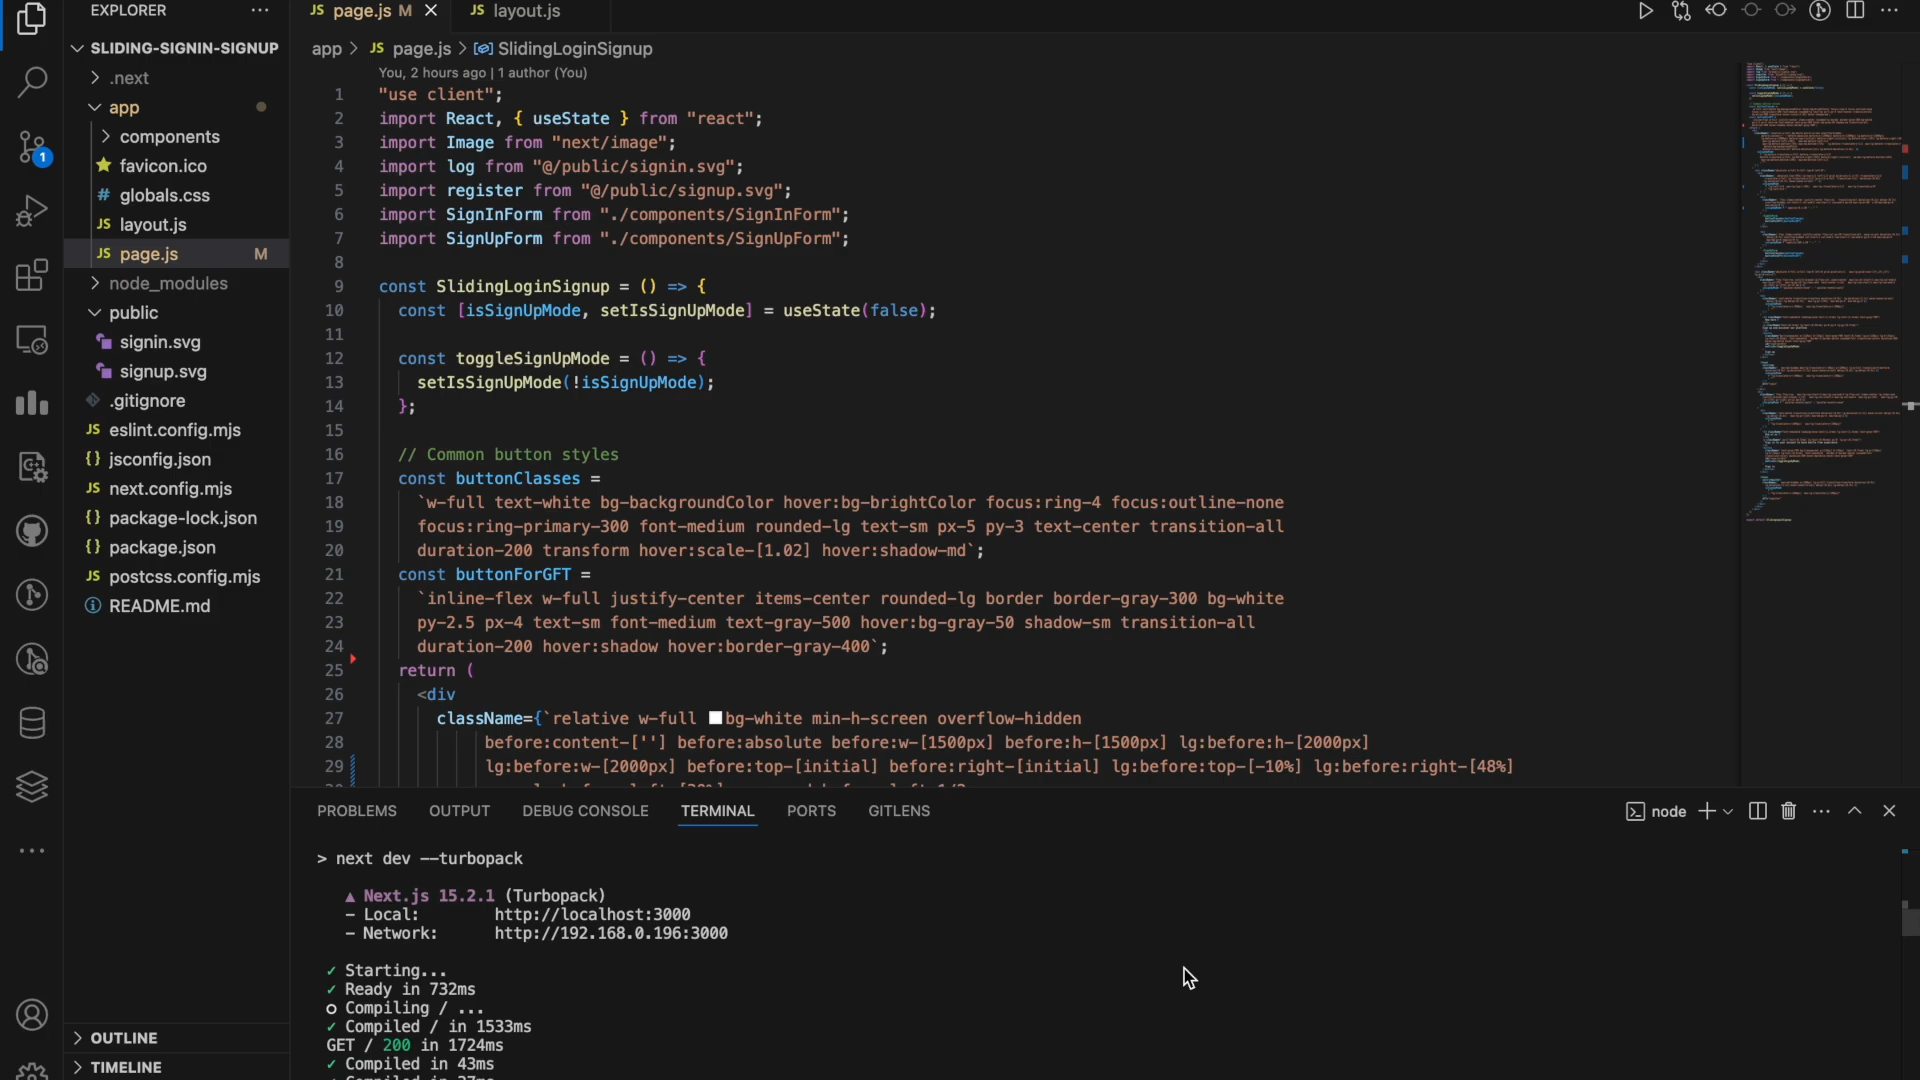 EXPLORER
SLIDING-SIGNIN-SIGNUP
.next
app
components
favicon.ico
# globals.css
JS layout.js
JS page.js M
node_modules
public
signin.svg
signup.svg
.gitignore
JS eslint.config.mjs
{} jsconfig.json
JS next.config.mjs
{} package-lock.json
{} package.json
JS postcss.config.mjs
README.md
OUTLINE
TIMELINE
1
JS page.js M
JS layout.js
app > JS page.js > SlidingLoginSignup
You, 2 hours ago | 1 author (You)
1 "use client";
2 import React, { useState } from "react";
3 import Image from "next/image";
4 import log from "@/public/signin.svg";
5 import register from "@/public/signup.svg";
6 import SignInForm from "./components/SignInForm";
7 import SignUpForm from "./components/SignUpForm";
8
9 const SlidingLoginSignup = () => {
10 const [isSignUpMode, setIsSignUpMode] = useState(false);
11
12 const toggleSignUpMode = () => {
13 setIsSignUpMode(!isSignUpMode);
14 };
15
16 // Common button styles
17 const buttonClasses =
18 `w-full text-white bg-backgroundColor hover:bg-brightColor focus:ring-4 focus:outline-none
19 focus:ring-primary-300 font-medium rounded-lg text-sm px-5 py-3 text-center transition-all
20 duration-200 transform hover:scale-[1.02] hover:shadow-md`;
21 const buttonForGFT =
22 `inline-flex w-full justify-center items-center rounded-lg border border-gray-300 bg-white
23 py-2.5 px-4 text-sm font-medium text-gray-500 hover:bg-gray-50 shadow-sm transition-all
24 duration-200 hover:shadow hover:border-gray-400`;
25 return (
26 <div
27 className={`relative w-full bg-white min-h-screen overflow-hidden
28 before:content-[''] before:absolute before:w-[1500px] before:h-[1500px] lg:before:h-[2000px]
29 lg:before:w-[2000px] before:top-[initial] before:right-[initial] lg:before:top-[-10%] lg:before:right-[48%]
PROBLEMS OUTPUT DEBUG CONSOLE TERMINAL PORTS GITLENS
node
> next dev --turbopack
▲ Next.js 15.2.1 (Turbopack)
- Local: http://localhost:3000
- Network: http://192.168.0.196:3000
✓ Starting...
✓ Ready in 732ms
○ Compiling / ...
✓ Compiled / in 1533ms
GET / 200 in 1724ms
✓ Compiled in 43ms